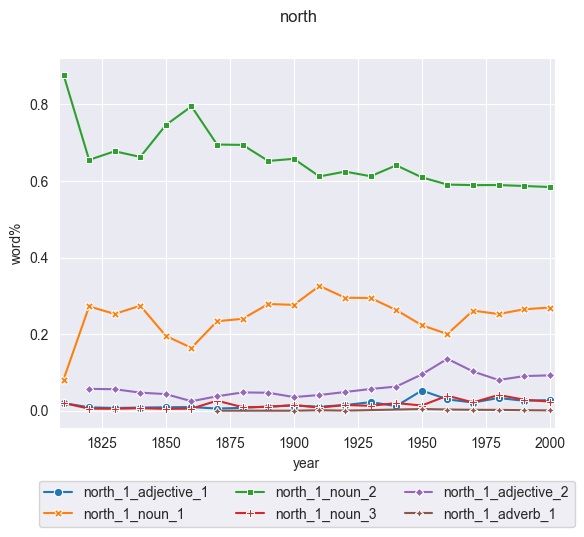 north
0.8
0.6
0.4
0.2
0.0
word%
1825 1850 1875 1900 1925 1950 1975 2000
year
north_1_adjective_1 north_1_noun_2 north_1_adjective_2
north_1_noun_1 north_1_noun_3 north_1_adverb_1